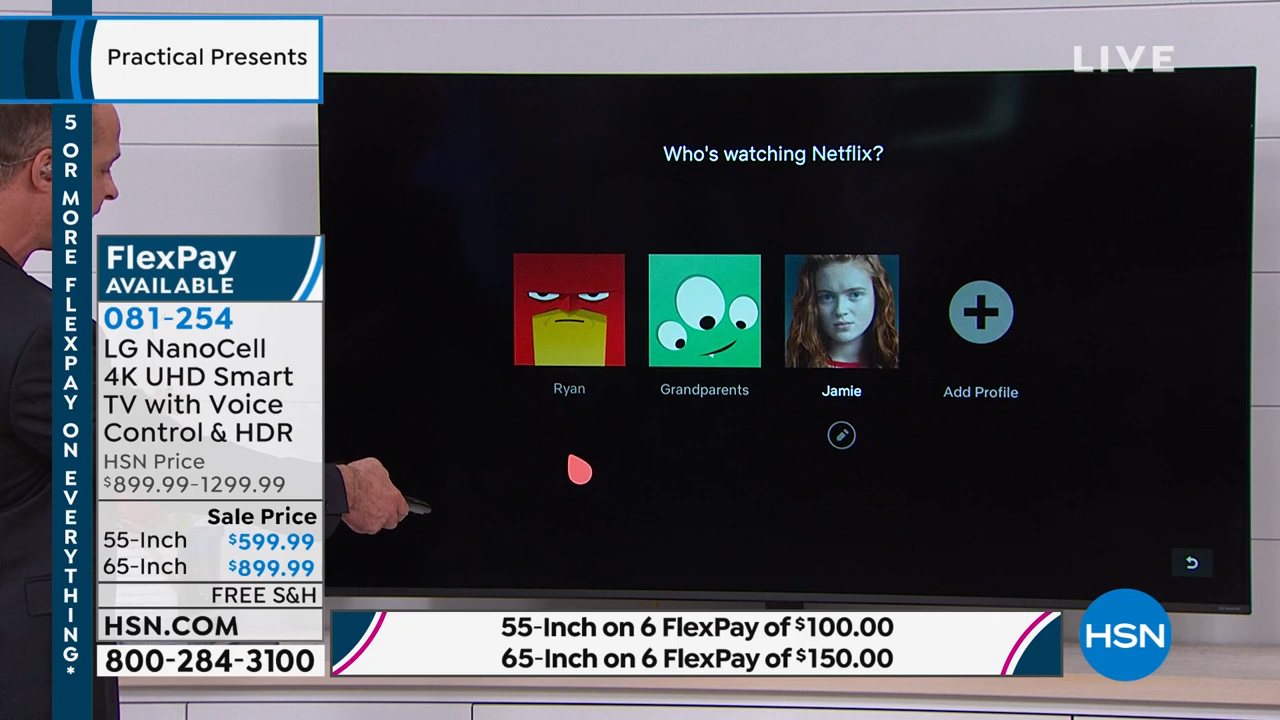 Practical Presents
LIVE
5 OR MORE FLEXPAY ON EVERYTHING*
Who's watching Netflix?
Ryan
Grandparents
Jamie
Add Profile
FlexPay
AVAILABLE
081-254
LG NanoCell
4K UHD Smart
TV with Voice
Control & HDR
HSN Price
$899.99-1299.99
Sale Price
55-Inch $599.99
65-Inch $899.99
FREE S&H
HSN.COM
800-284-3100
55-Inch on 6 FlexPay of $100.00
65-Inch on 6 FlexPay of $150.00
HSN